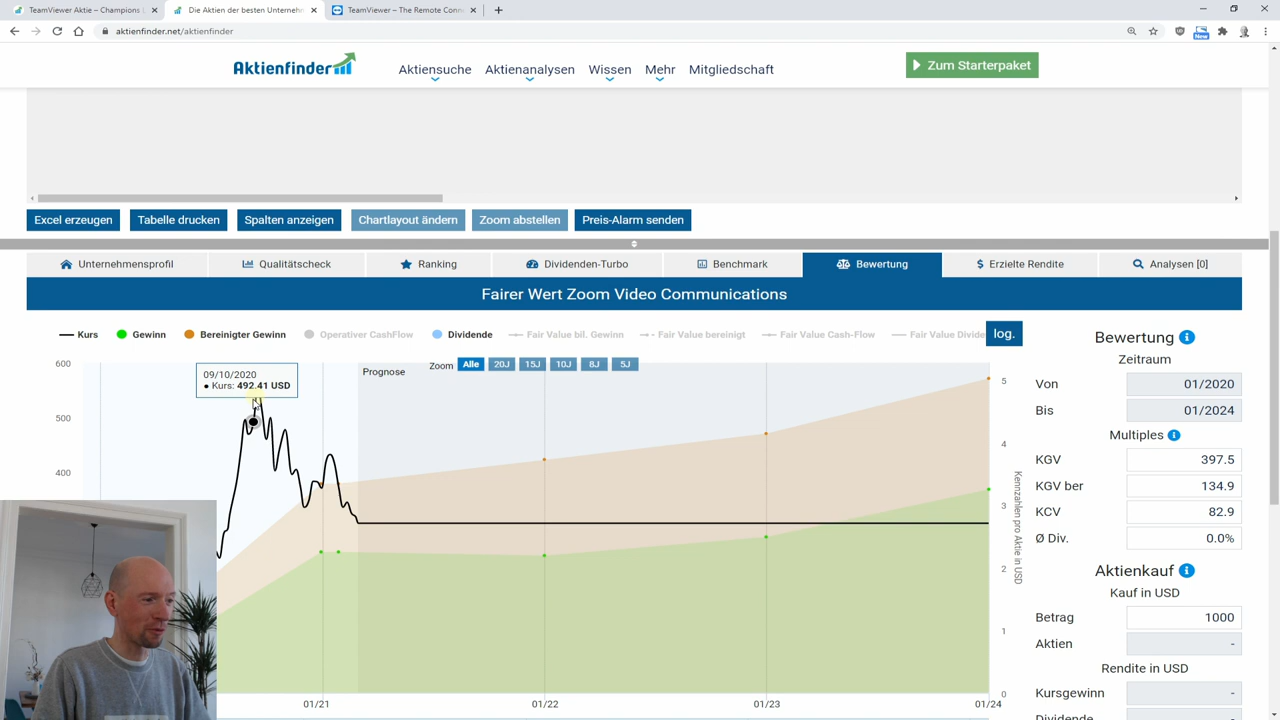 TeamViewer Aktie – Champions
Die Aktien der besten Unterneh
TeamViewer – The Remote Conn
aktienfinder.net/aktienfinder
New
Aktienfinder
Aktiensuche
Aktienanalysen
Wissen
Mehr
Mitgliedschaft
Zum Starterpaket
Excel erzeugen
Tabelle drucken
Spalten anzeigen
Chartlayout ändern
Zoom abstellen
Preis-Alarm senden
Unternehmensprofil
Qualitätscheck
Ranking
Dividenden-Turbo
Benchmark
Bewertung
Erzielte Rendite
Analysen [0]
Fairer Wert Zoom Video Communications
Kurs
Gewinn
Bereinigter Gewinn
Operativer CashFlow
Dividende
Fair Value bil. Gewinn
Fair Value bereinigt
Fair Value Cash-Flow
Fair Value Divide
log.
Zoom
Alle
20J
15J
10J
8J
5J
Prognose
09/10/2020
● Kurs: 492.41 USD
600
500
400
5
4
3
2
1
0
Kennzahlen pro Aktie in USD
01/21
01/22
01/23
01/24
Bewertung
Zeitraum
Von 01/2020
Bis 01/2024
Multiples
KGV 397.5
KGV ber 134.9
KCV 82.9
Ø Div. 0.0%
Aktienkauf
Kauf in USD
Betrag 1000
Aktien -
Rendite in USD
Kursgewinn -
Dividende -